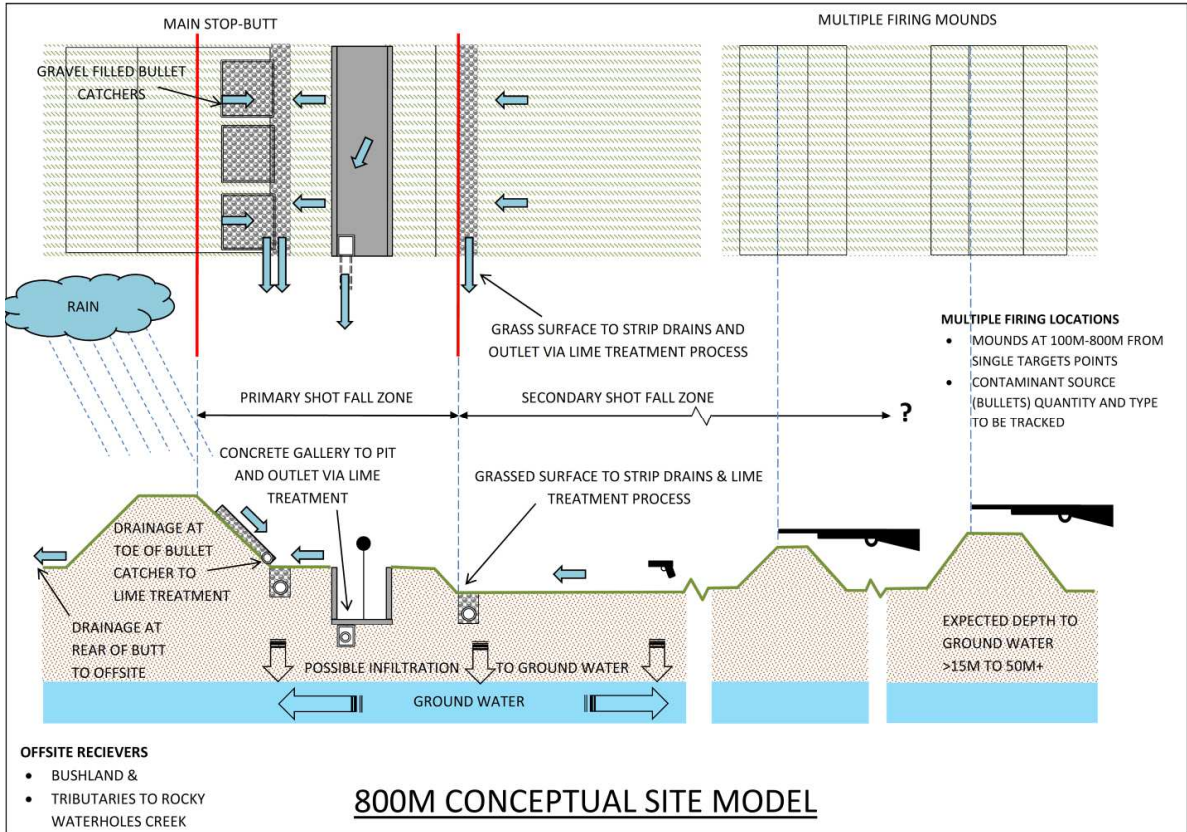 MAIN STOP-BUTT
MULTIPLE FIRING MOUNDS
GRAVEL FILLED BULLET
CATCHERS
RAIN
GRASS SURFACE TO STRIP DRAINS AND
OUTLET VIA LIME TREATMENT PROCESS
MULTIPLE FIRING LOCATIONS
• MOUNDS AT 100M-800M FROM
SINGLE TARGETS POINTS
• CONTAMINANT SOURCE
(BULLETS) QUANTITY AND TYPE
TO BE TRACKED
PRIMARY SHOT FALL ZONE
SECONDARY SHOT FALL ZONE
?
CONCRETE GALLERY TO PIT
AND OUTLET VIA LIME
TREATMENT
GRASSED SURFACE TO STRIP DRAINS & LIME
TREATMENT PROCESS
DRAINAGE AT
TOE OF BULLET
CATCHER TO
LIME TREATMENT
DRAINAGE AT
REAR OF BUTT
TO OFFSITE
EXPECTED DEPTH TO
GROUND WATER
>15M TO 50M+
POSSIBLE INFILTRATION TO GROUND WATER
GROUND WATER
OFFSITE RECIEVERS
• BUSHLAND &
• TRIBUTARIES TO ROCKY
WATERHOLES CREEK
800M CONCEPTUAL SITE MODEL